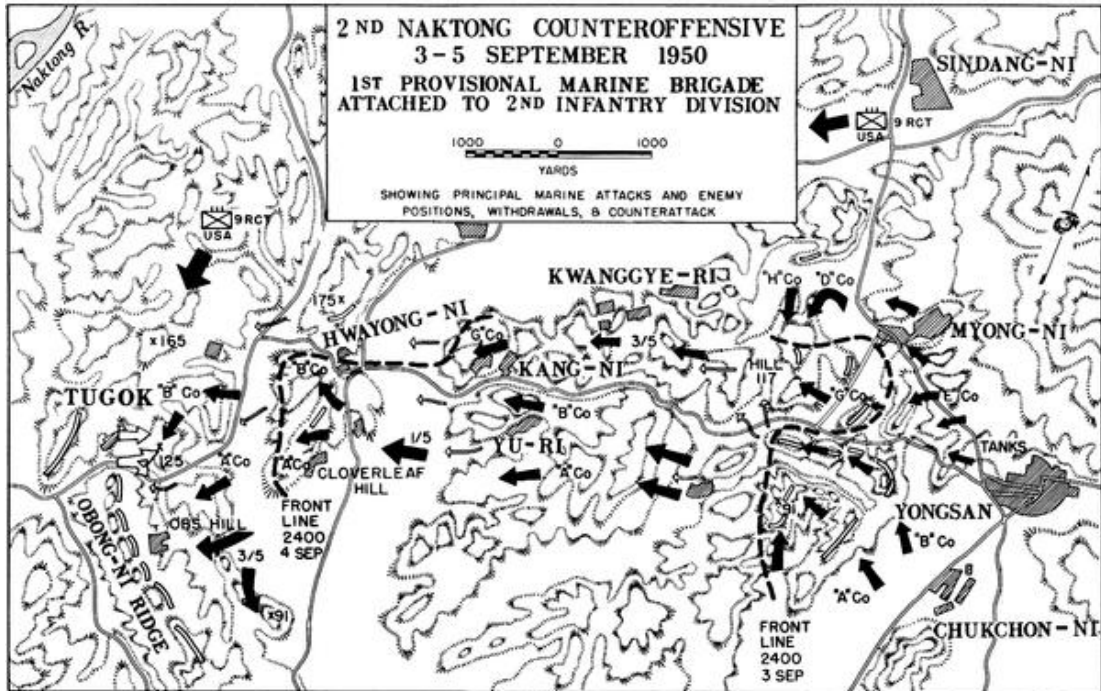 Naktong R.
2ND NAKTONG COUNTEROFFENSIVE
3-5 SEPTEMBER 1950
1ST PROVISIONAL MARINE BRIGADE
ATTACHED TO 2ND INFANTRY DIVISION
1000 0 1000
YARDS
SHOWING PRINCIPAL MARINE ATTACKS AND ENEMY
POSITIONS, WITHDRAWALS, & COUNTERATTACK
SINDANG-NI
9 RCT
USA
9 RCT
USA
KWANGGYE-RI
"H" Co
"D" Co
175x
HWAYONG-NI
"G" Co
3/5
MYONG-NI
x165
"B" Co
KANG-NI
HILL
117
TUGOK
"B" Co
"B" Co
"G" Co
"E" Co
1/5
YU-RI
TANKS
125
"A" Co
"A" Co
CLOVERLEAF
HILL
"A" Co
YONGSAN
OBS HILL
FRONT
LINE
2400
4 SEP
91
"B" Co
OBONG-NI RIDGE
3/5
x91
"A" Co
8
FRONT
LINE
2400
3 SEP
CHUKCHON-NI